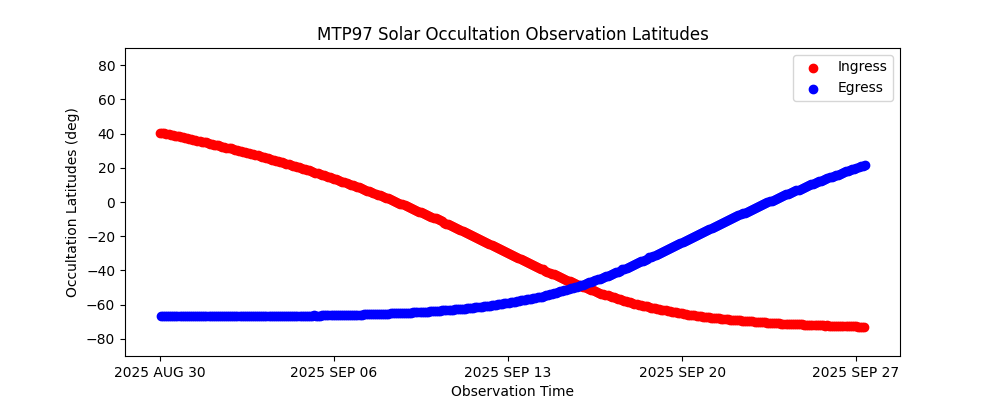 MTP97 Solar Occultation Observation Latitudes
Ingress
Egress
Occultation Latitudes (deg)
80
60
40
20
0
−20
−40
−60
−80
2025 AUG 30
2025 SEP 06
2025 SEP 13
2025 SEP 20
2025 SEP 27
Observation Time